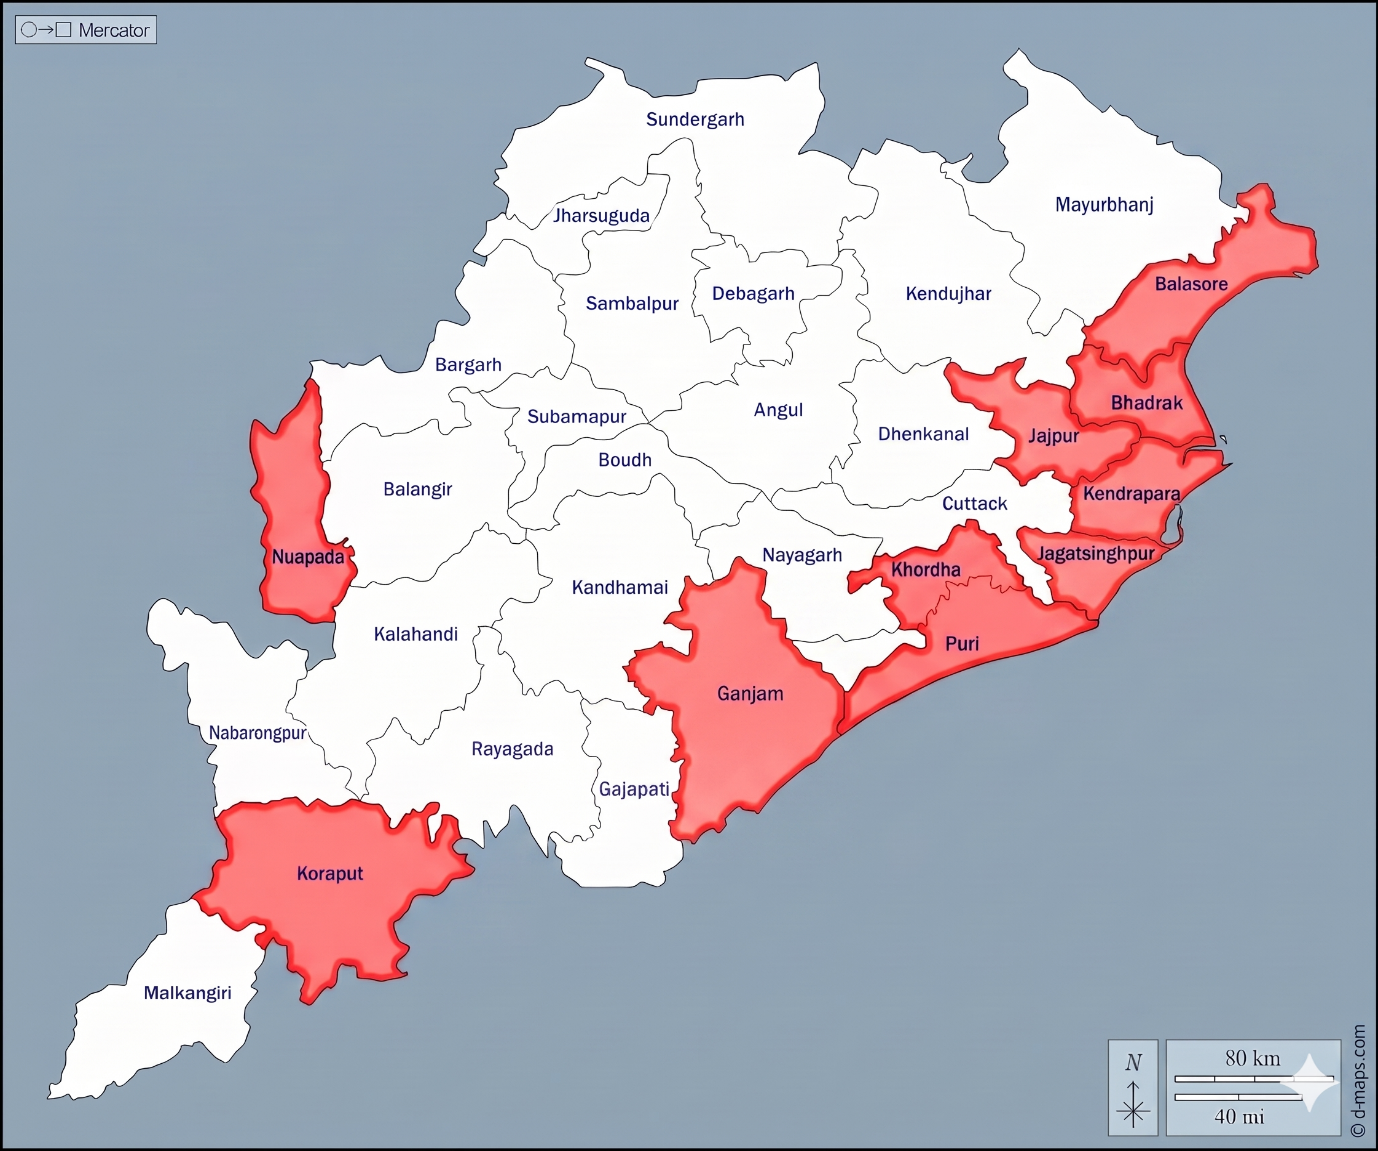 Mercator
Sundergarh
Mayurbhanj
Jharsuguda
Balasore
Debagarh
Kendujhar
Sambalpur
Bargarh
Bhadrak
Angul
Subamapur
Dhenkanal
Jajpur
Boudh
Balangir
Kendrapara
Cuttack
Jagatsinghpur
Nayagarh
Nuapada
Khordha
Kandhamai
Kalahandi
Puri
Ganjam
Nabarongpur
Rayagada
Gajapati
Koraput
Malkangiri
N
80 km
40 mi
© d-maps.com